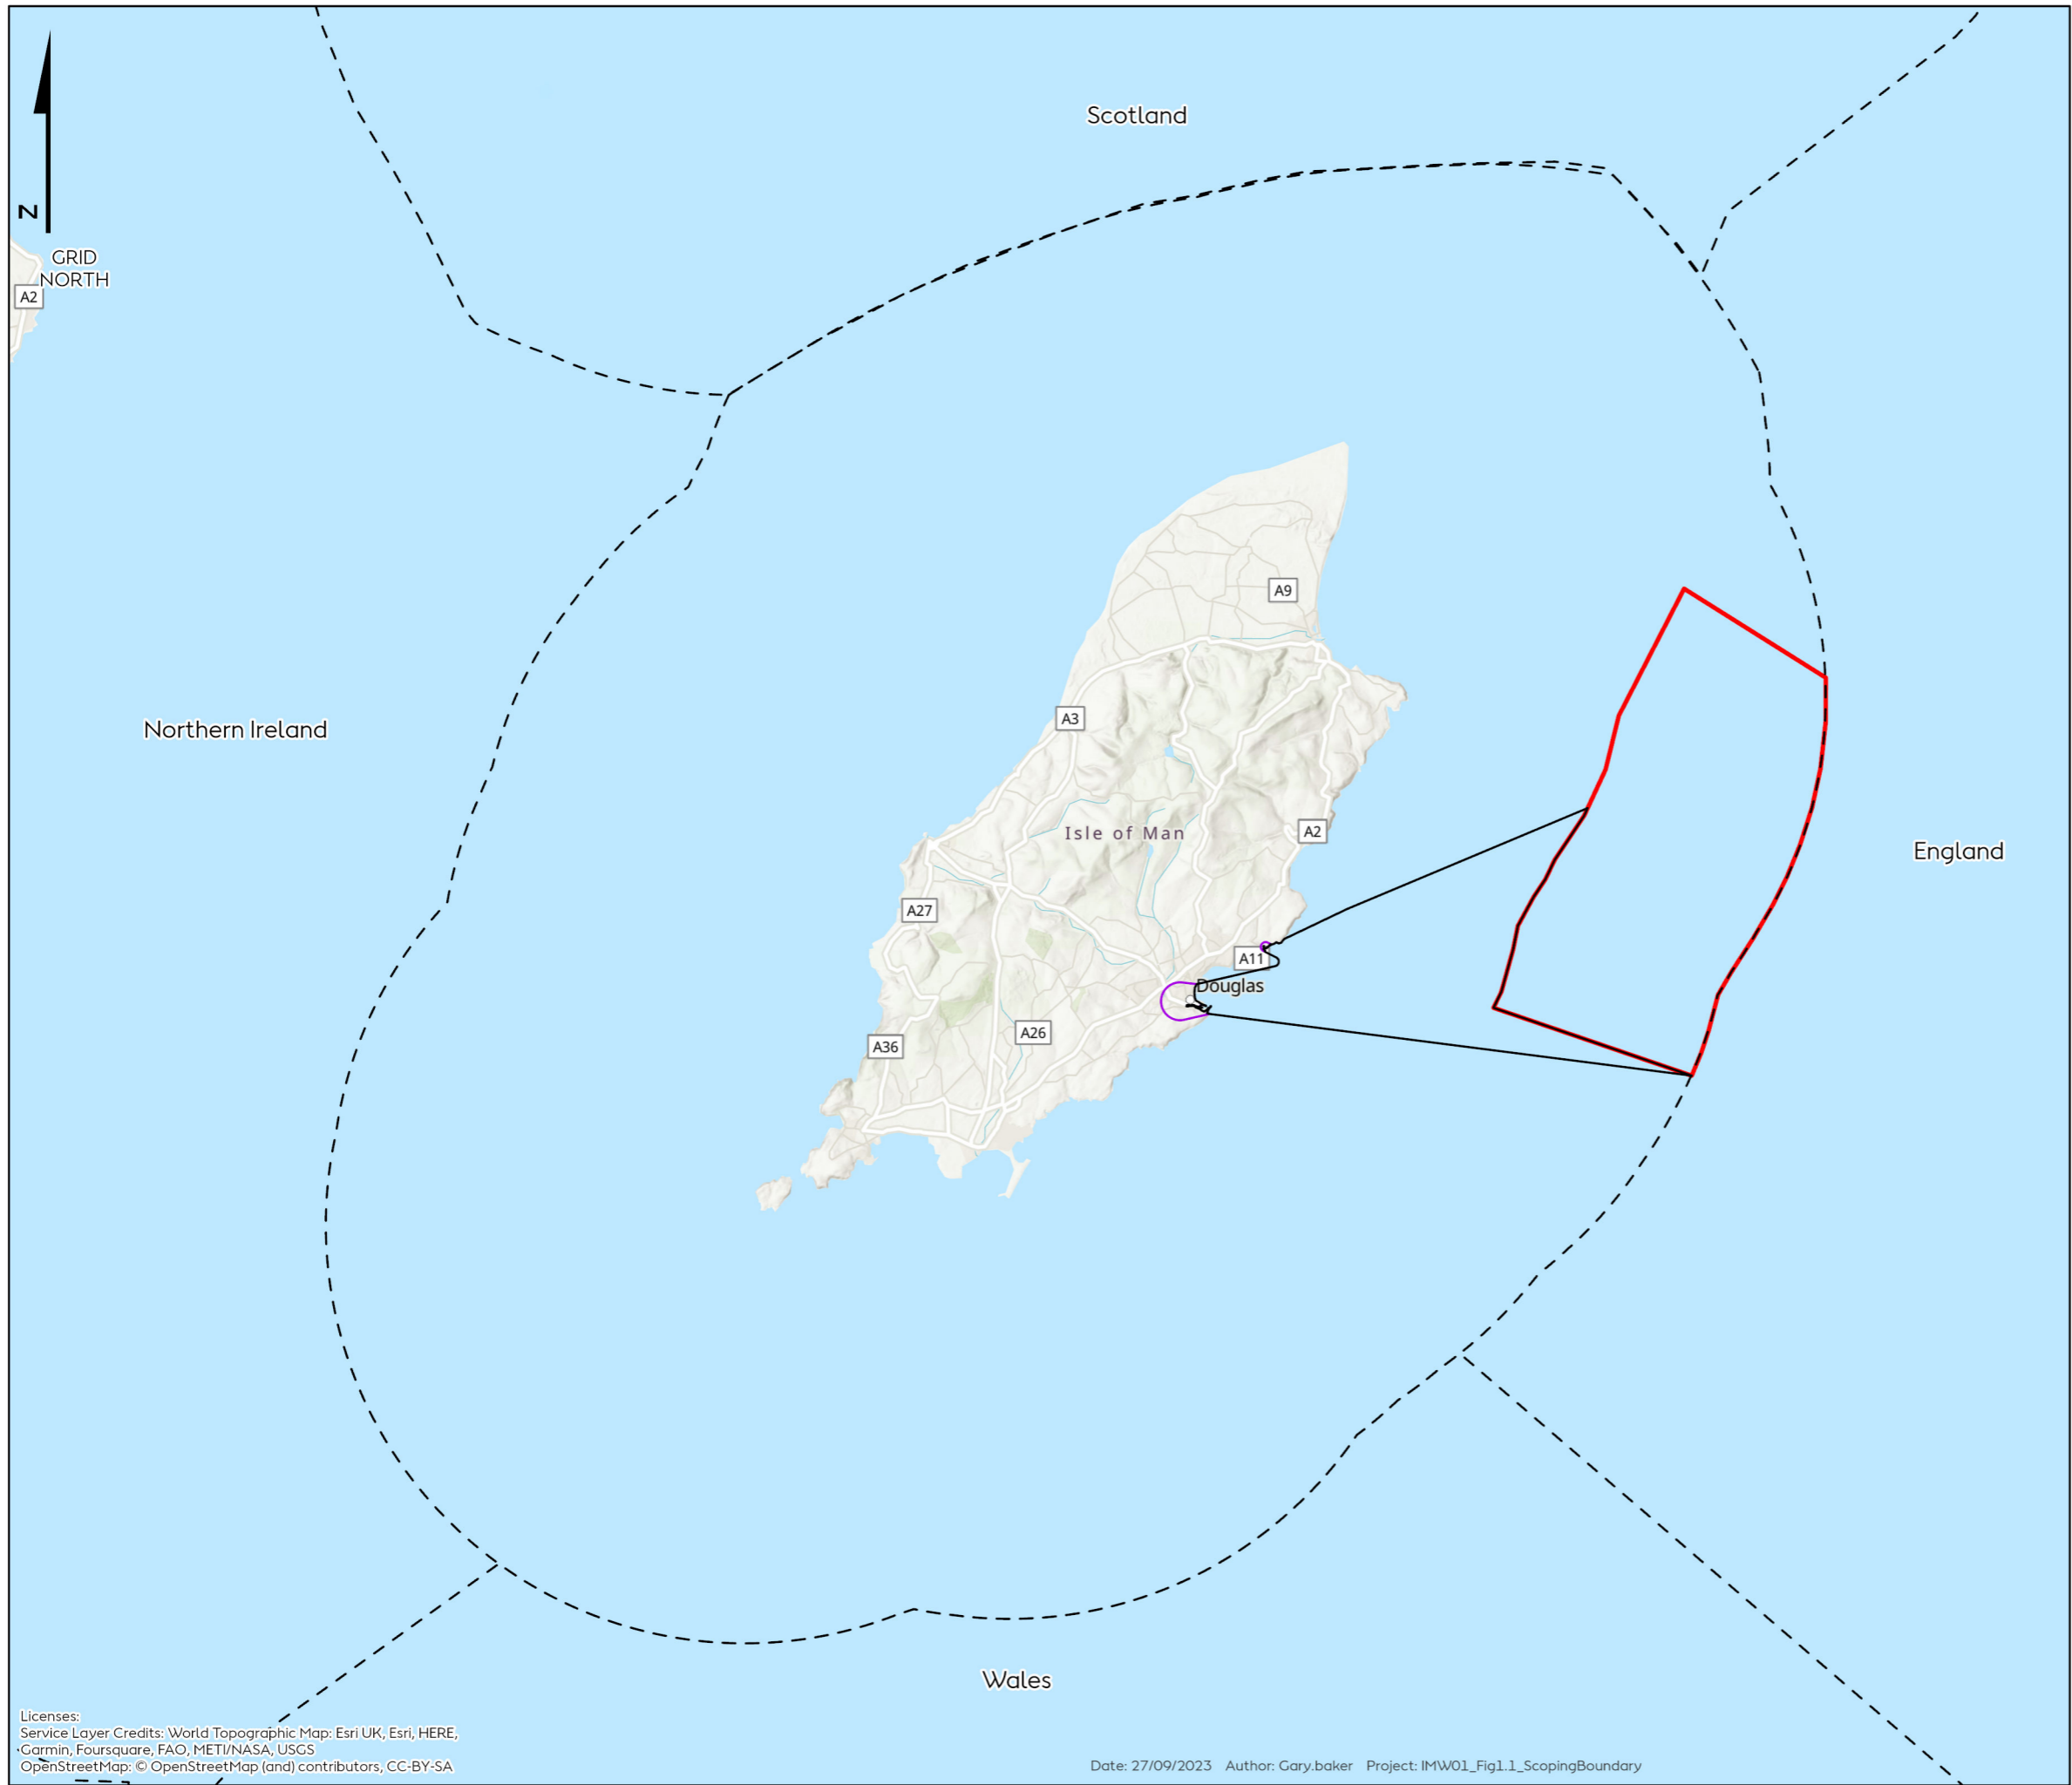 Scotland
N
GRID
NORTH
A2
A9
A3
Northern Ireland
Isle of Man
A2
England
A27
A11
Douglas
A26
A36
Wales
Licenses:
Service Layer Credits: World Topographic Map: Esri UK, Esri, HERE,
Garmin, Foursquare, FAO, METI/NASA, USGS
OpenStreetMap: © OpenStreetMap (and) contributors, CC-BY-SA
Date: 27/09/2023 Author: Gary.baker Project: IMW01_Fig1.1_ScopingBoundary